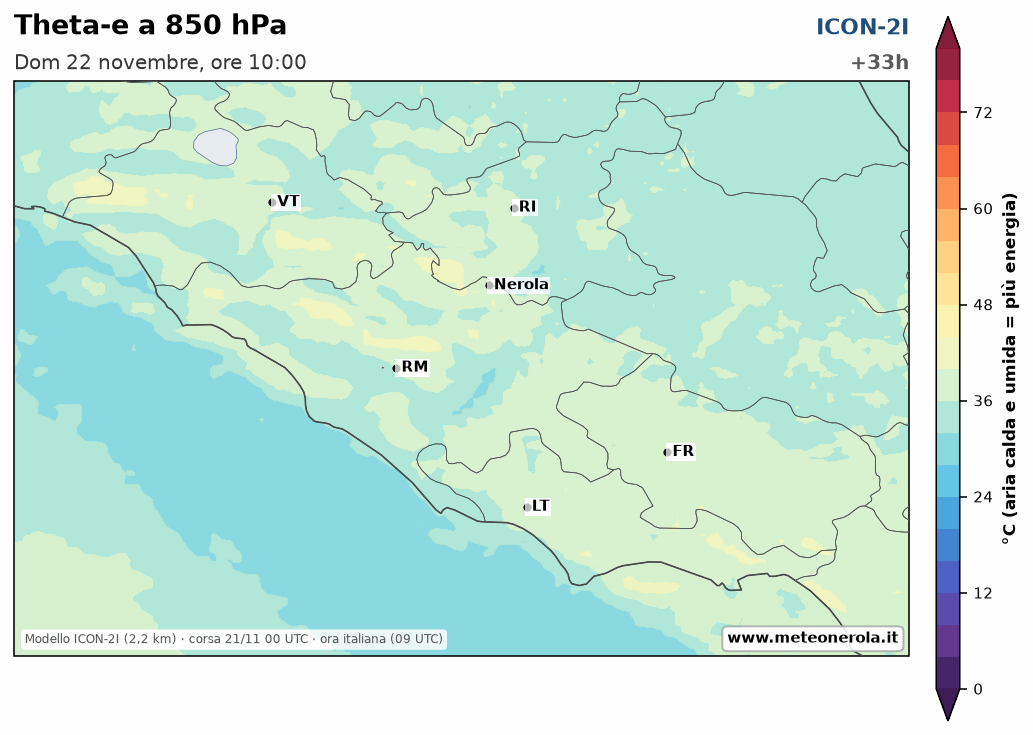 Theta-e a 850 hPa
ICON-2I
Dom 22 novembre, ore 10:00
+33h
VT
RI
Nerola
RM
FR
LT
Modello ICON-2I (2,2 km) · corsa 21/11 00 UTC · ora italiana (09 UTC)
www.meteonerola.it
72
60
48
36
24
12
0
°C (aria calda e umida = più energia)